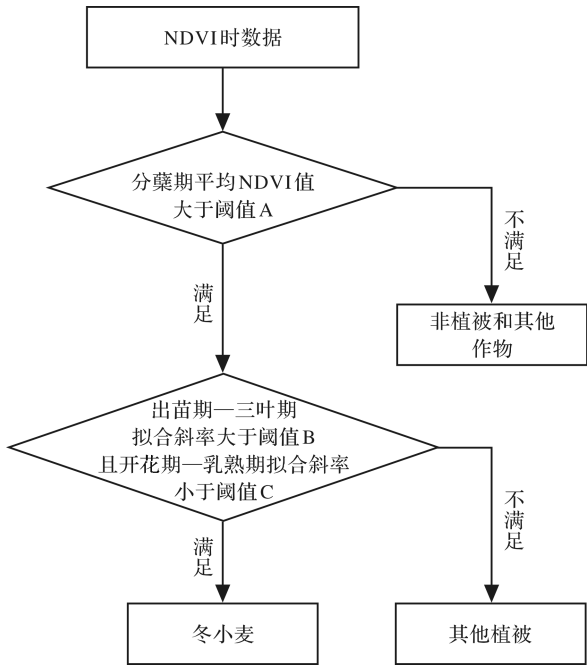 NDVI时数据
分蘖期平均NDVI值
大于阈值A
不满足
满足
非植被和其他
作物
出苗期—三叶期
拟合斜率大于阈值B
且开花期—乳熟期拟合斜率
小于阈值C
不满足
满足
冬小麦
其他植被